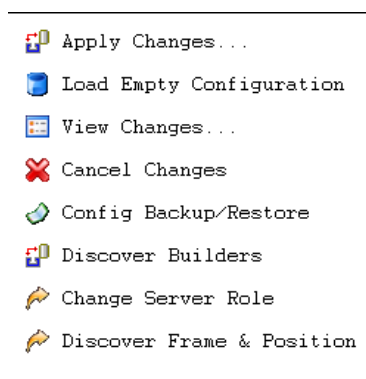 Apply Changes...
Load Empty Configuration
View Changes...
Cancel Changes
Config Backup/Restore
Discover Builders
Change Server Role
Discover Frame & Position